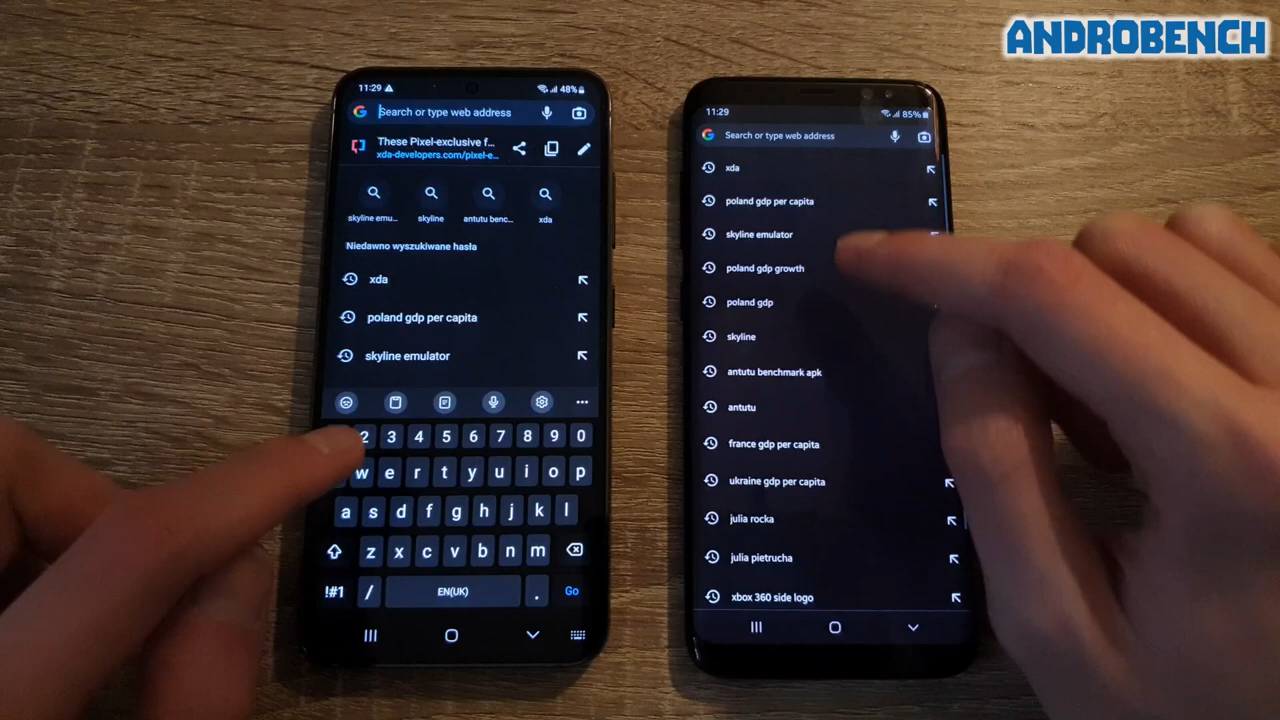 ANDROBENCH
11:29
48%
Search or type web address
These Pixel-exclusive f...
xda-developers.com/pixel-e...
skyline emu...
skyline
antutu benc...
xda
Niedawno wyszukiwane hasła
xda
poland gdp per capita
skyline emulator
2 3 4 5 6 7 8 9 0
w e r t y u i o p
a s d f g h j k l
z x c v b n m
!#1 / EN(UK) . Go
11:29
85%
Search or type web address
xda
poland gdp per capita
skyline emulator
poland gdp growth
poland gdp
skyline
antutu benchmark apk
antutu
france gdp per capita
ukraine gdp per capita
julia rocka
julia pietrucha
xbox 360 side logo